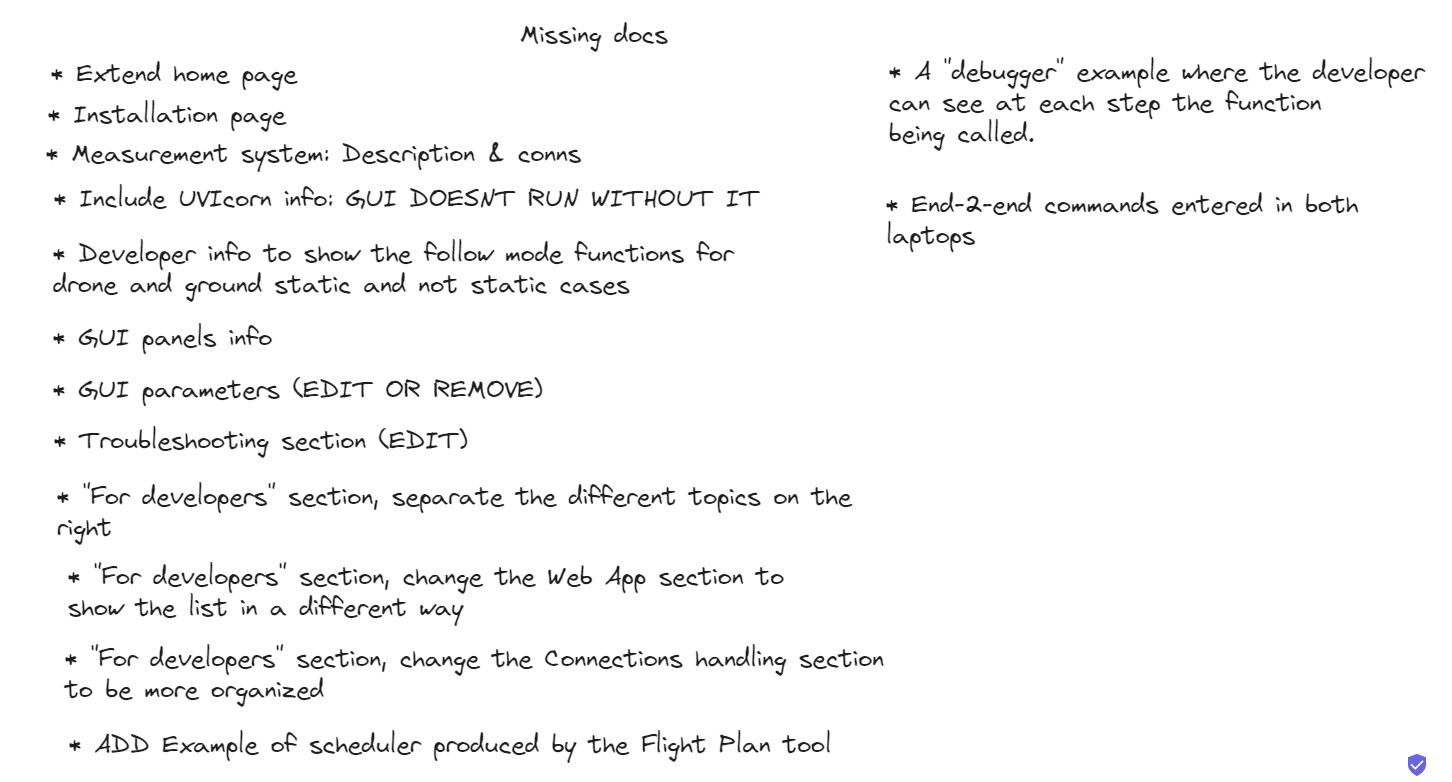 Missing docs
* Extend home page
* Installation page
* Measurement system: Description & conns
* Include UVIcorn info: GUI DOESNT RUN WITHOUT IT
* Developer info to show the follow mode functions for
drone and ground static and not static cases
* GUI panels info
* GUI parameters (EDIT OR REMOVE)
* Troubleshooting section (EDIT)
* "For developers" section, separate the different topics on the
right
* "For developers" section, change the Web App section to
show the list in a different way
* "For developers" section, change the Connections handling section
to be more organized
* ADD Example of scheduler produced by the Flight Plan tool
* A "debugger" example where the developer
can see at each step the function
being called.
* End-2-end commands entered in both
laptops